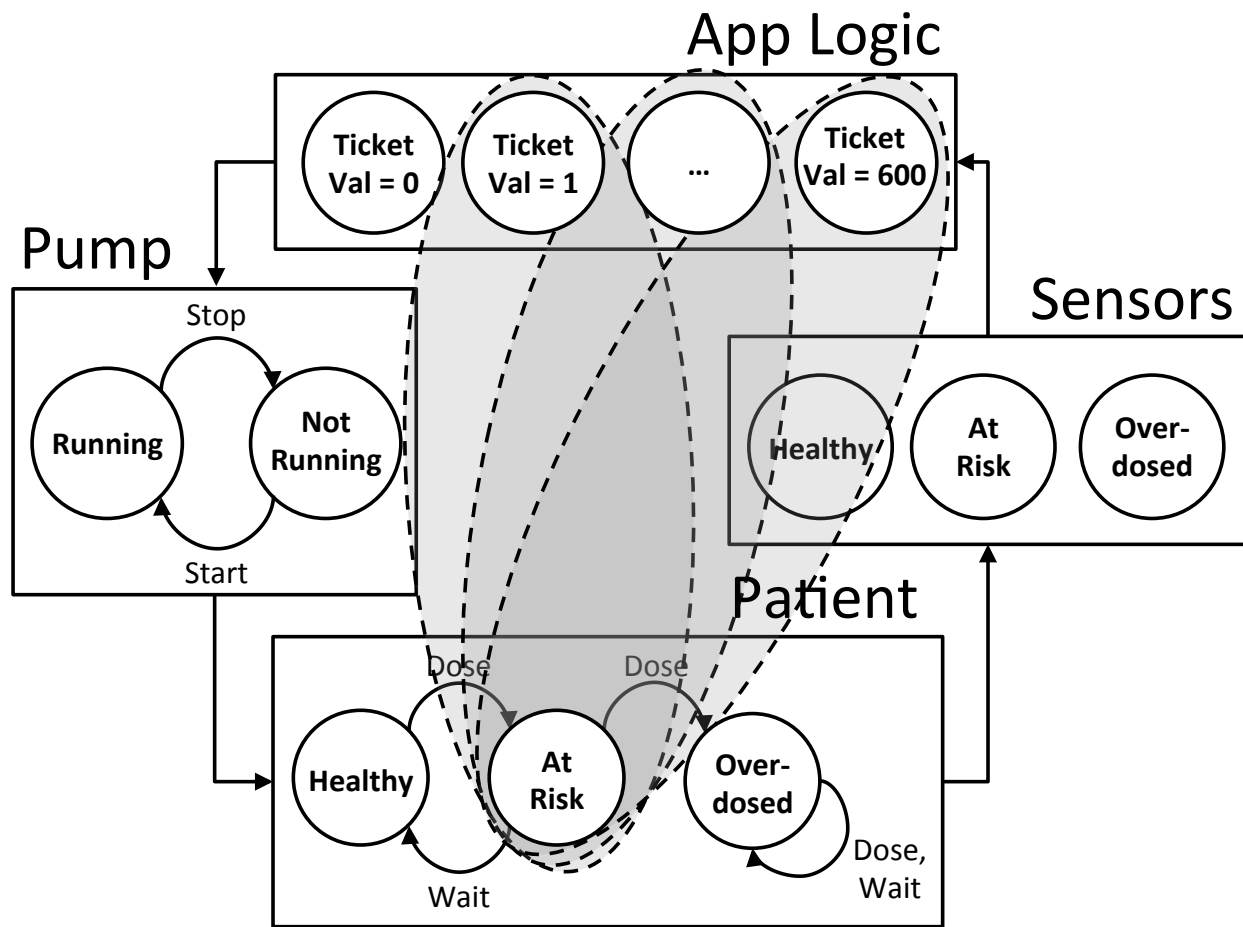 App Logic
Ticket
Val = 0
Ticket
Val = 1
...
Ticket
Val = 600
Pump
Stop
Running
Not
Running
Start
Sensors
Healthy
At
Risk
Over-
dosed
Patient
Dose
Dose
Healthy
At
Risk
Over-
dosed
Wait
Dose,
Wait